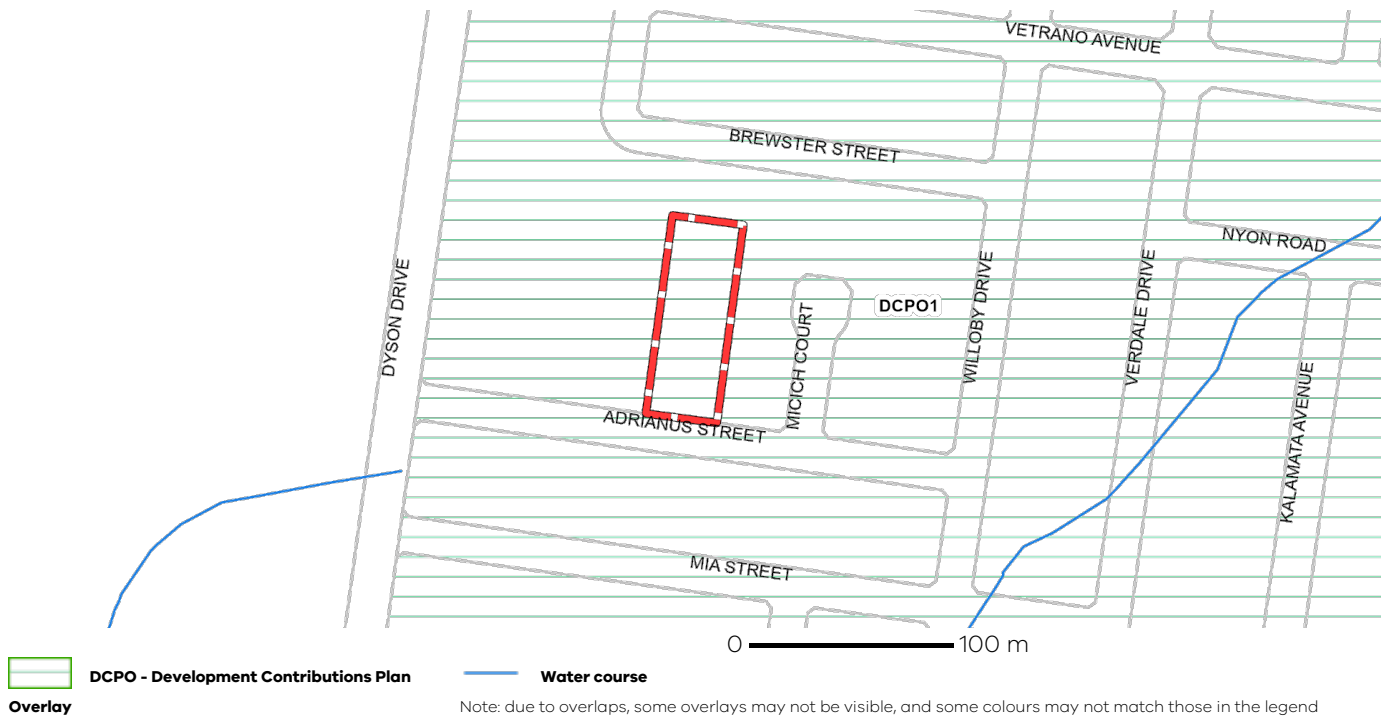 VETRANO AVENUE
BREWSTER STREET
NYON ROAD
DYSON DRIVE
DCPO1
WILLOBY DRIVE
VERDALE DRIVE
MICICH COURT
KALAMATA AVENUE
ADRIANUS STREET
MIA STREET
0 100 m
DCPO - Development Contributions Plan
Overlay
Water course
Note: due to overlaps, some overlays may not be visible, and some colours may not match those in the legend